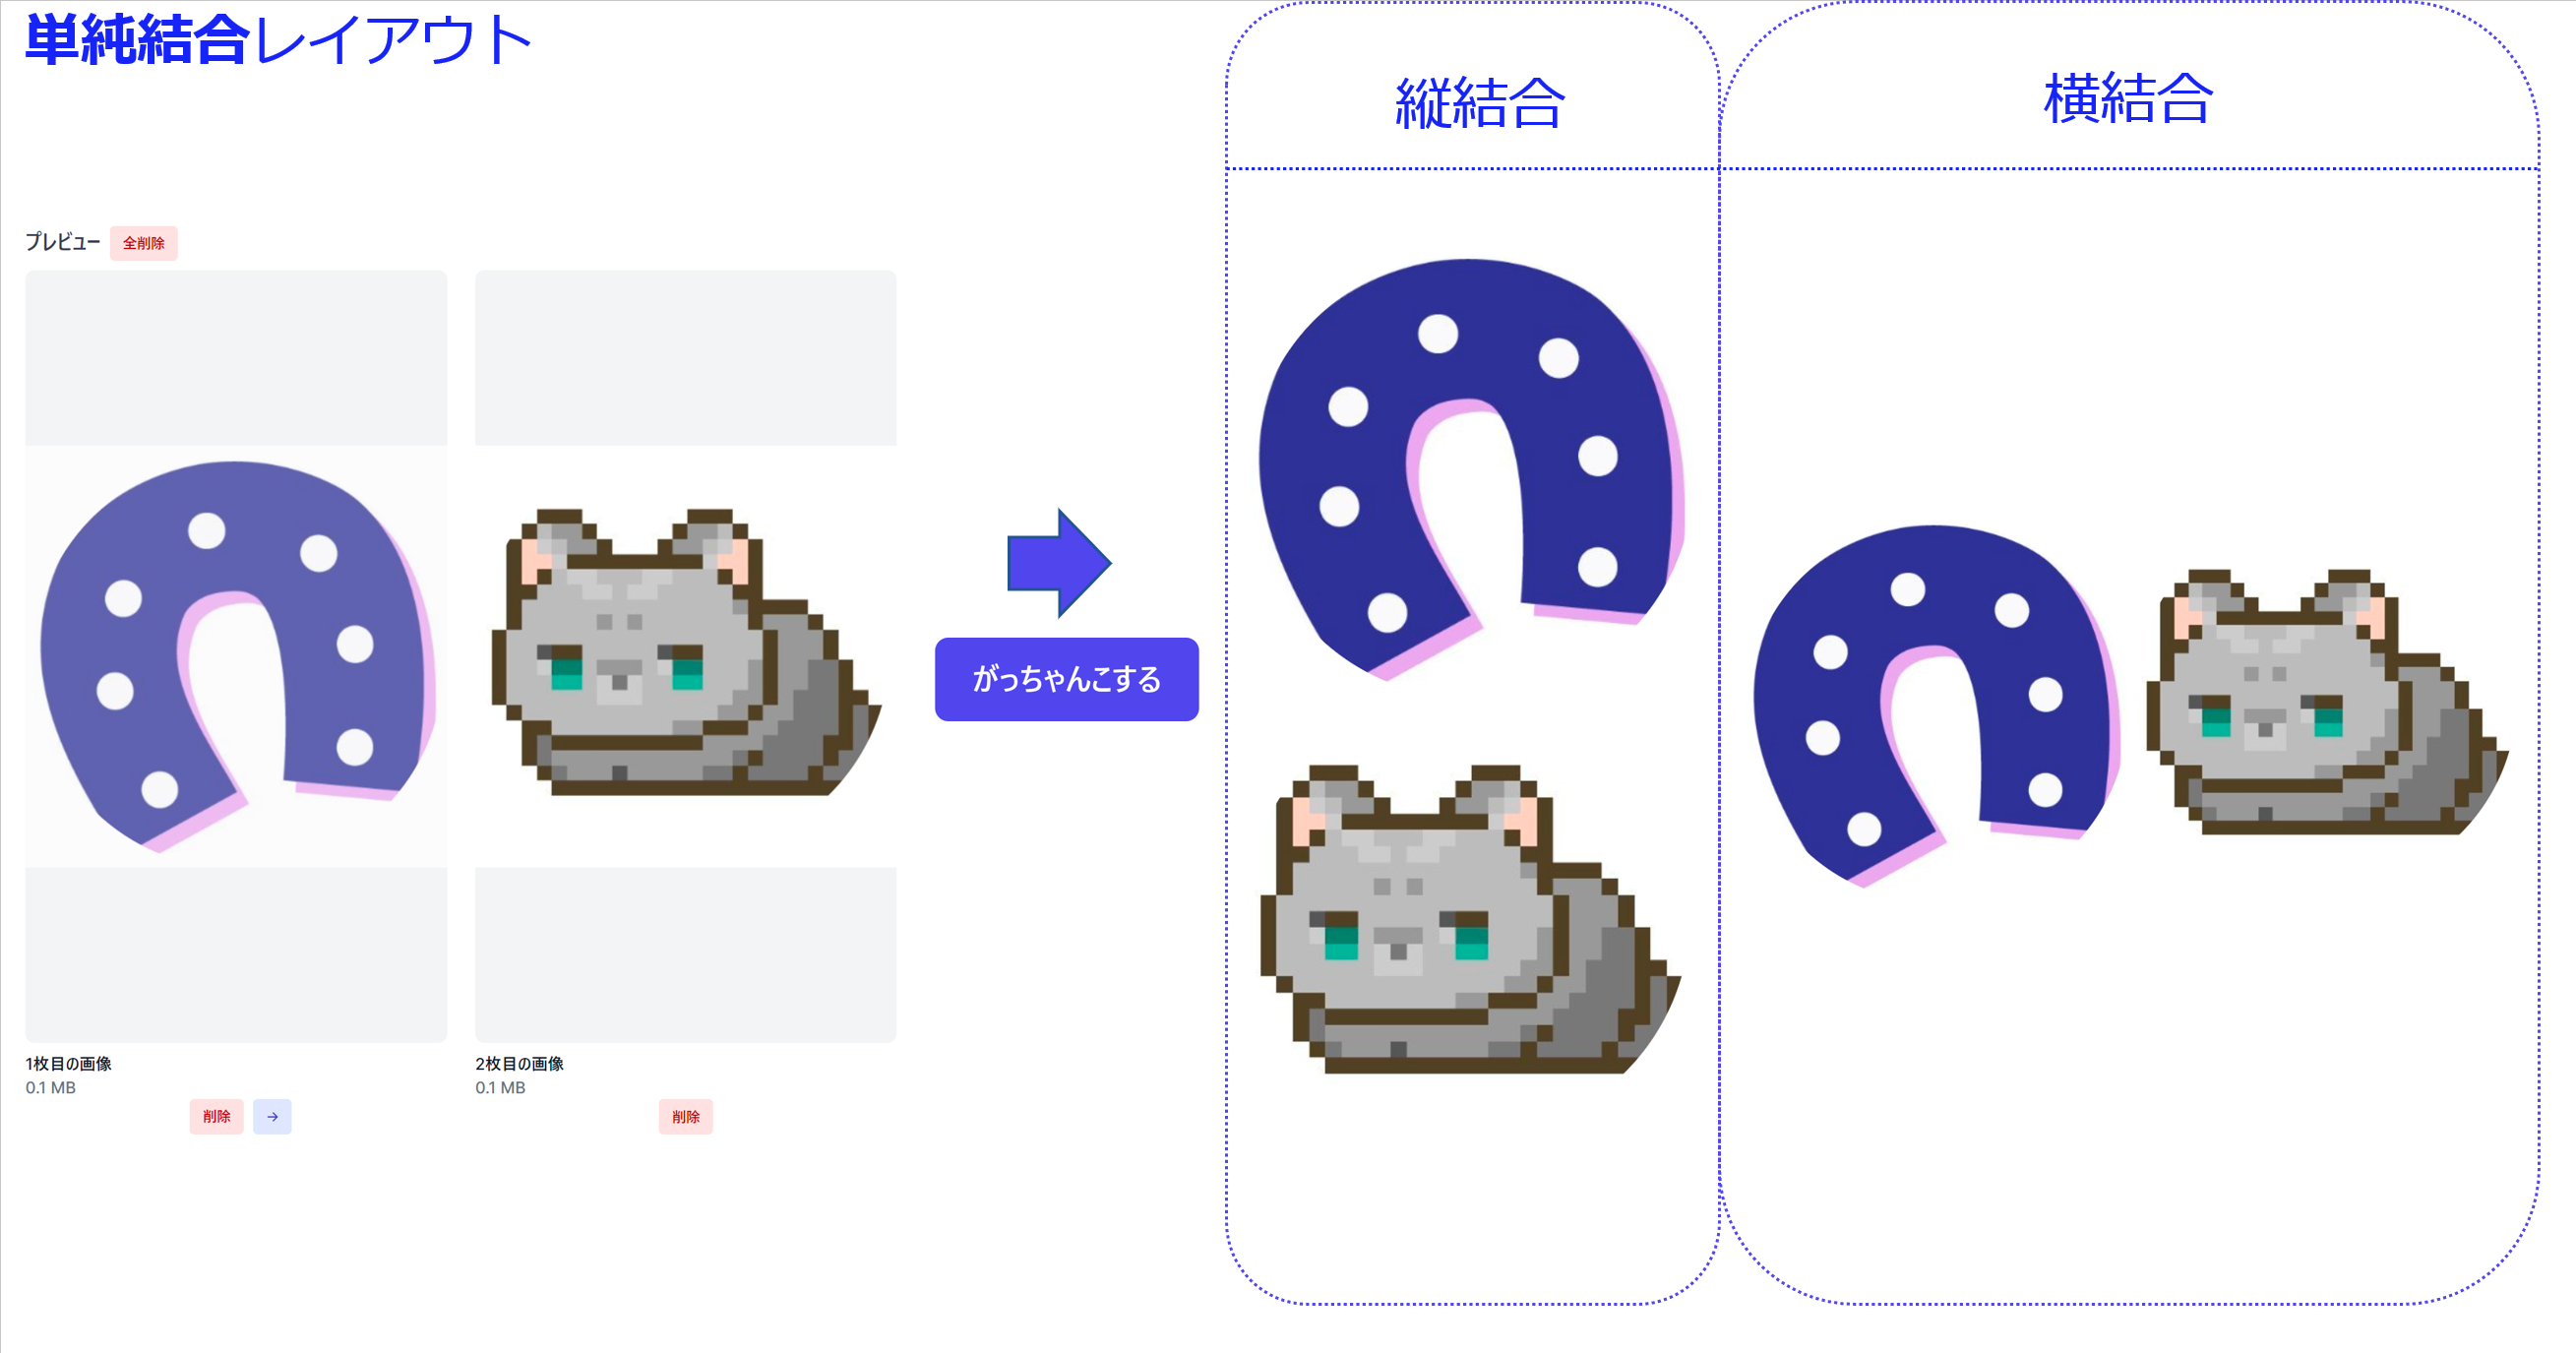 単純結合レイアウト
プレビュー 全削除
1枚目の画像
0.1 MB
削除 →
2枚目の画像
0.1 MB
削除
がっちゃんこする
縦結合
横結合